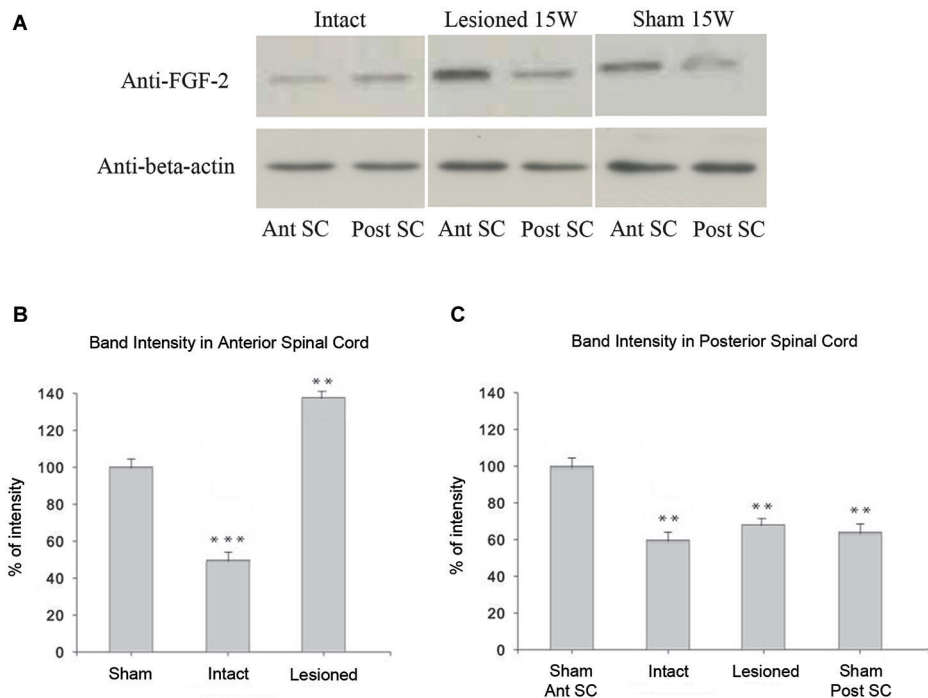 A
Intact
Lesioned 15W
Sham 15W
Anti-FGF-2
Anti-beta-actin
Ant SC
Post SC
Ant SC
Post SC
Ant SC
Post SC
B
Band Intensity in Anterior Spinal Cord
% of intensity
140
120
100
80
60
40
20
0
**
***
Sham
Intact
Lesioned
C
Band Intensity in Posterior Spinal Cord
% of intensity
140
120
100
80
60
40
20
0
**
**
**
Sham
Ant SC
Intact
Lesioned
Sham
Post SC